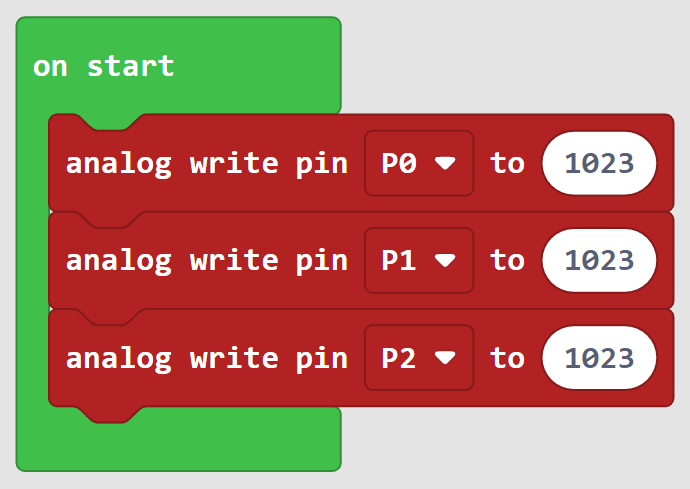 on start
analog write pin P0 to 1023
analog write pin P1 to 1023
analog write pin P2 to 1023